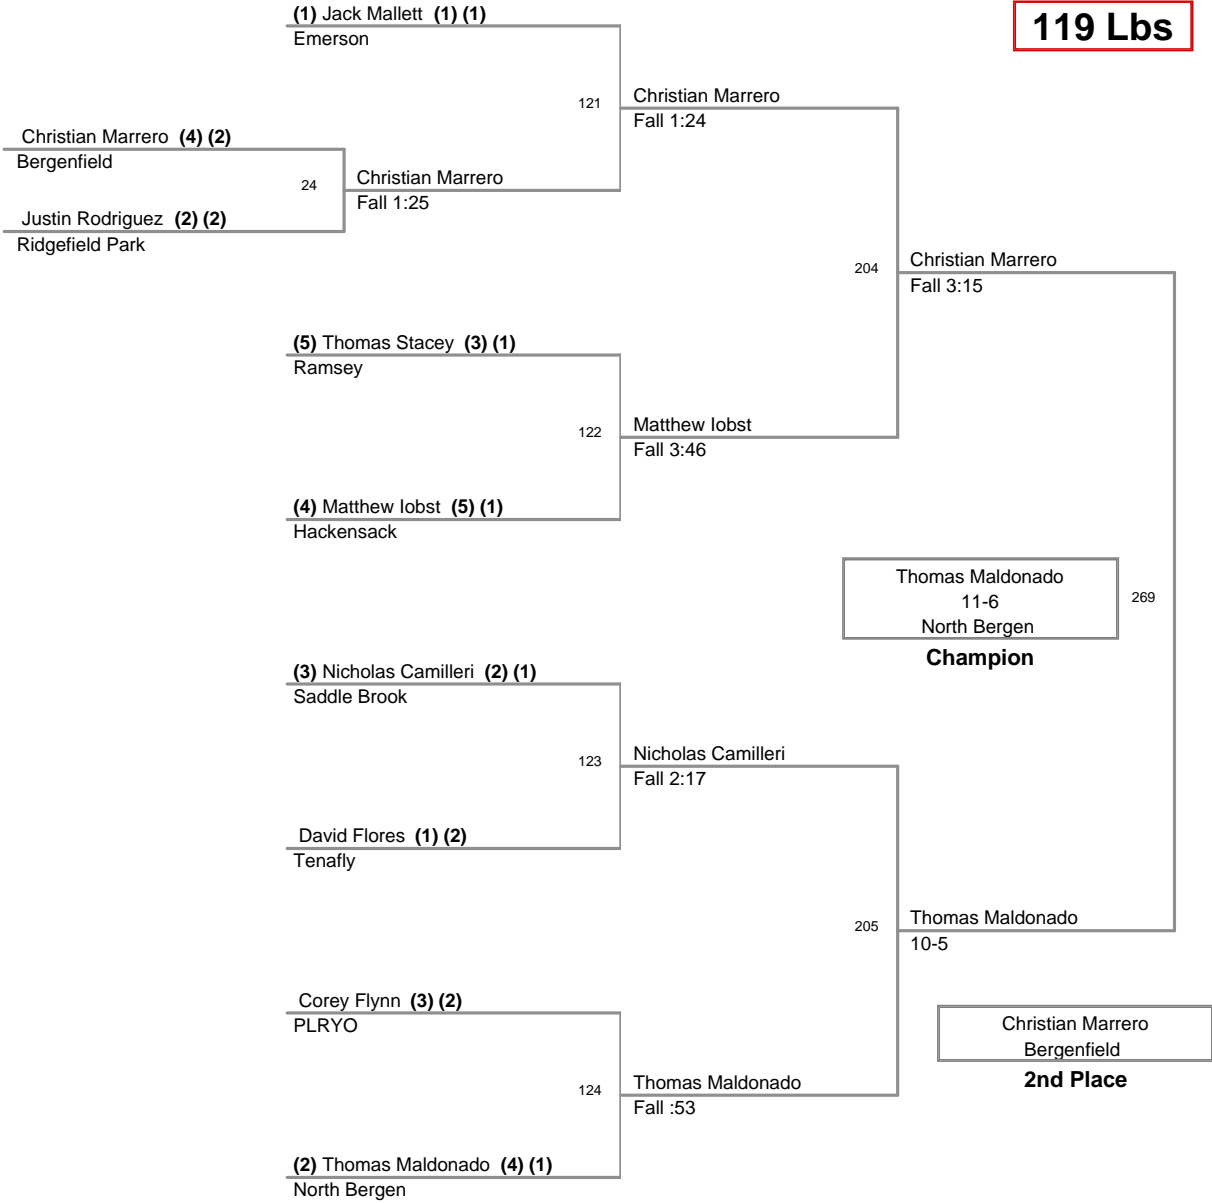 (1) Jack Mallett (1) (1)
Emerson
119 Lbs
121
Christian Marrero
Fall 1:24
Christian Marrero (4) (2)
Bergenfield
24
Christian Marrero
Fall 1:25
Justin Rodriguez (2) (2)
Ridgefield Park
204
Christian Marrero
Fall 3:15
(5) Thomas Stacey (3) (1)
Ramsey
122
Matthew Iobst
Fall 3:46
(4) Matthew Iobst (5) (1)
Hackensack
Thomas Maldonado
11-6
North Bergen
Champion
269
(3) Nicholas Camilleri (2) (1)
Saddle Brook
123
Nicholas Camilleri
Fall 2:17
David Flores (1) (2)
Tenafly
205
Thomas Maldonado
10-5
Corey Flynn (3) (2)
PLRYO
Christian Marrero
Bergenfield
2nd Place
124
Thomas Maldonado
Fall :53
(2) Thomas Maldonado (4) (1)
North Bergen